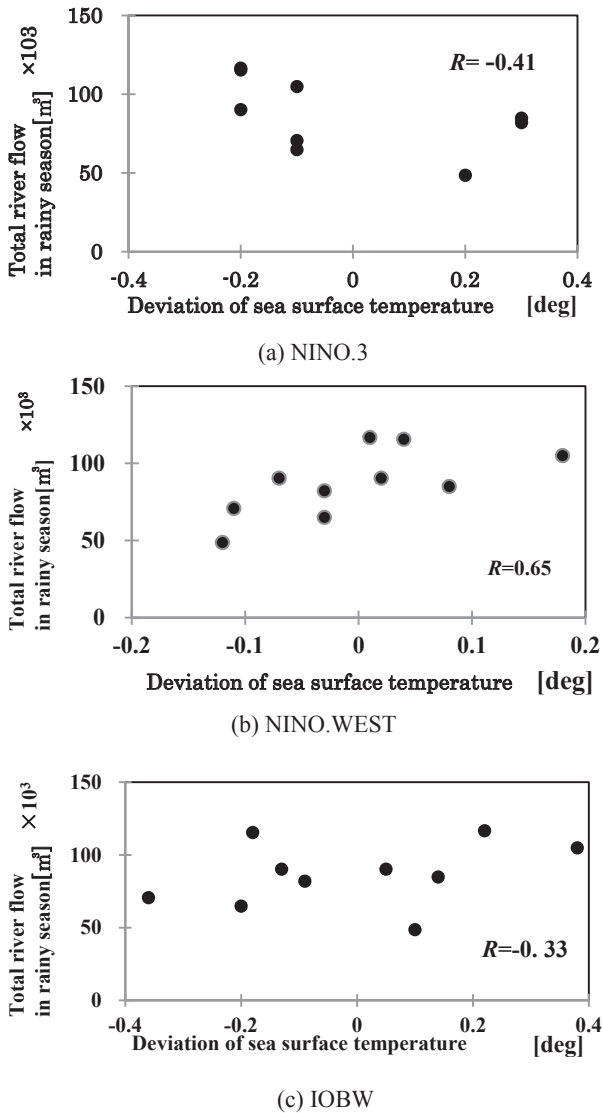 150
100
50
0
Total river flow
in rainy season[㎥] ×103
R= -0.41
-0.4 -0.2 0 0.2 0.4
Deviation of sea surface temperature [deg]
(a) NINO.3
150
100
50
0
Total river flow
in rainy season[㎥] ×10³
R=0.65
-0.2 -0.1 0 0.1 0.2
Deviation of sea surface temperature [deg]
(b) NINO.WEST
150
100
50
0
Total river flow
in rainy season[㎥] ×10³
R=-0. 33
-0.4 -0.2 0 0.2 0.4
Deviation of sea surface temperature [deg]
(c) IOBW